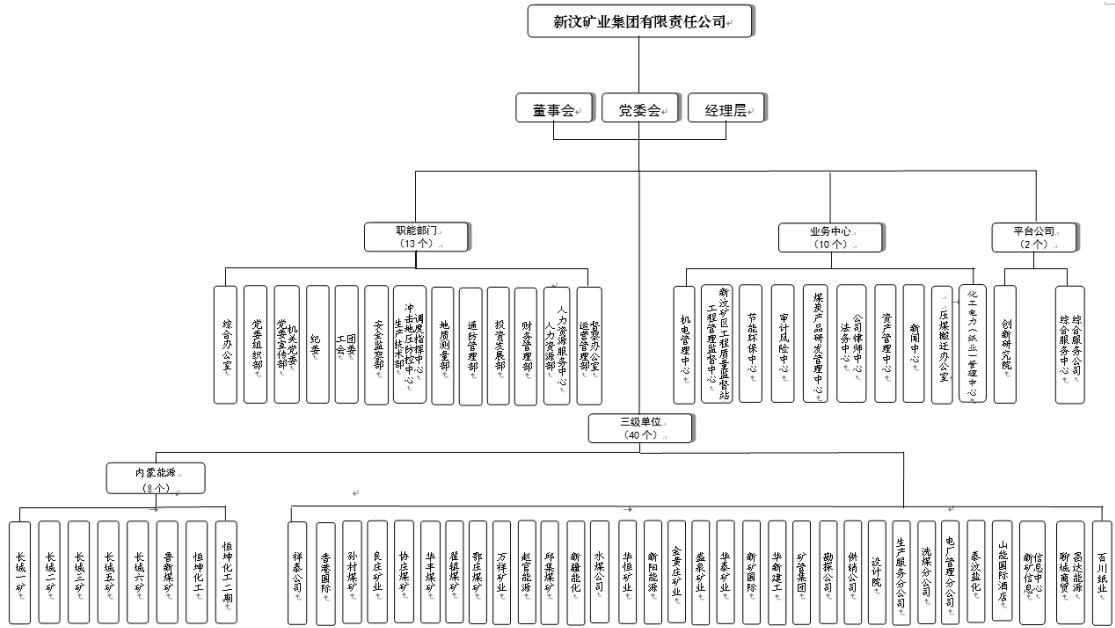 新汶矿业集团有限责任公司
董事会
党委会
经理层
职能部门
（13个）
业务中心
（10个）
平台公司
（2个）
综合办公室
党委组织部
机关党委
党委宣传部
纪委
团委
工会
安全监察部
调度指挥中心
冲击地压防控中心
生产技术部
地质测量部
通防管理部
投资发展部
财务管理部
人力资源服务中心
人力资源部
督察办公室
运营管理部
机电管理中心
新汶矿区工程质量监督站
工程管理监督中心
节能环保中心
审计风险中心
煤炭产品研发管理中心
公司律师中心
法务中心
资产管理中心
新闻中心
压煤搬迁办公室
化工电力（纸业）管理中心
创新研究院
综合服务公司
综合服务中心
三级单位
（40个）
内蒙能源
（8个）
长城一矿
长城二矿
长城三矿
长城五矿
长城六矿
鲁新煤矿
恒坤化工
恒坤化工二期
祥泰公司
香港国际
孙村煤矿
良庄矿业
协庄煤矿
华丰煤矿
翟镇煤矿
鄂庄煤矿
万祥矿业
赵官能源
邱集煤矿
新疆能化
水煤公司
华恒矿业
新阳能源
金黄庄矿业
盛泉矿业
华泰矿业
新矿国际
华新建工
矿管集团
勘探公司
供销公司
设计院
生产服务分公司
洗煤分公司
电厂管理分公司
泰汶盐化
山能国际酒店
信息中心
新矿信息
昌达能源
聊城商贸
百川纸业